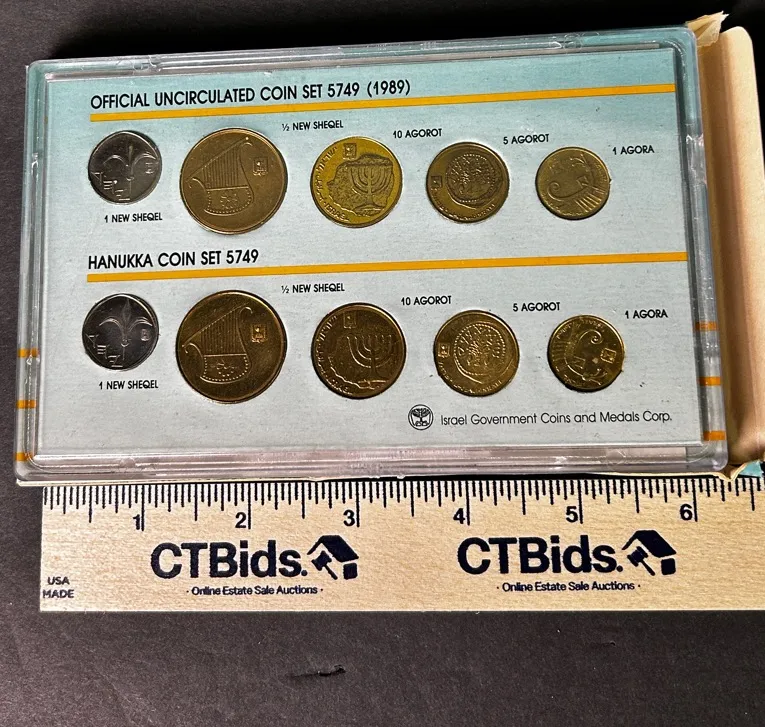 OFFICIAL UNCIRCULATED COIN SET 5749 (1989)
1 NEW SHEQEL
½ NEW SHEQEL
10 AGOROT
5 AGOROT
1 AGORA
HANUKKA COIN SET 5749
1 NEW SHEQEL
½ NEW SHEQEL
10 AGOROT
5 AGOROT
1 AGORA
Israel Government Coins and Medals Corp.
1 2 3 4 5 6
CTBids. CTBids.
· Online Estate Sale Auctions · · Online Estate Sale Auctions ·
USA
MADE